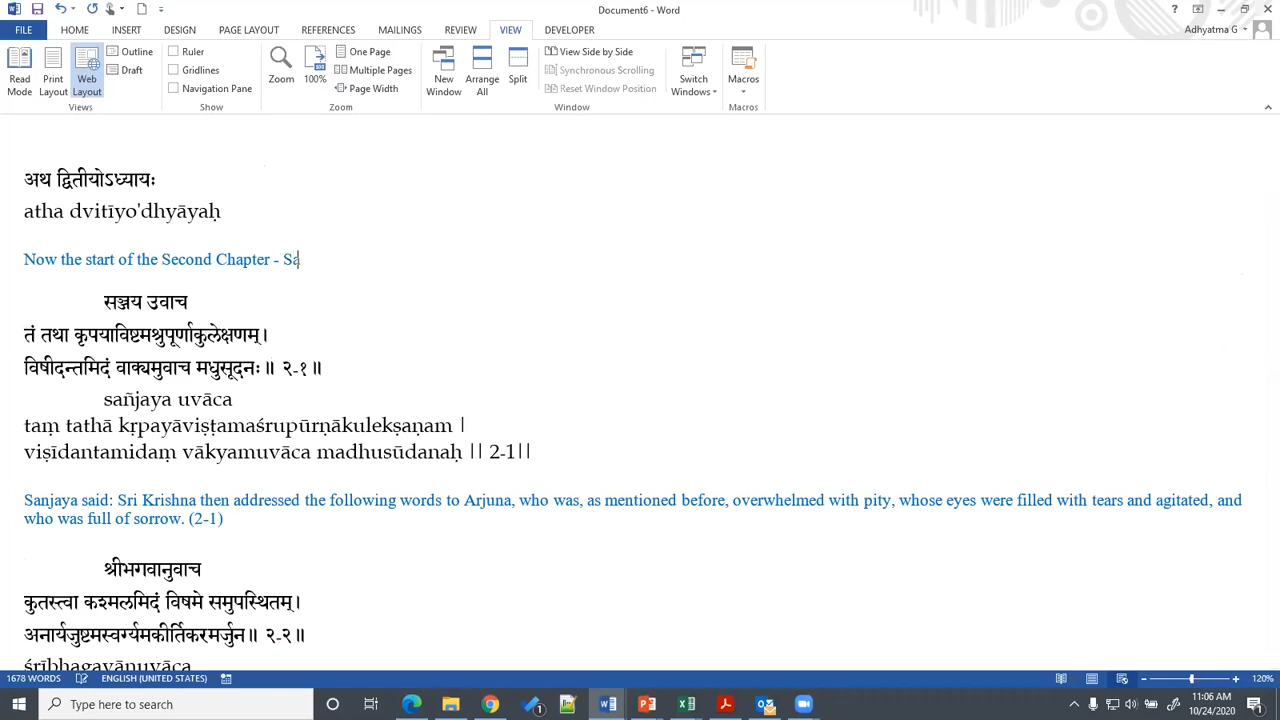 Document6 - Word
?
FILE HOME INSERT DESIGN PAGE LAYOUT REFERENCES MAILINGS REVIEW VIEW DEVELOPER Adhyatma G
Read Mode Print Layout Web Layout Outline Draft Ruler Gridlines Navigation Pane Zoom 100% One Page Multiple Pages Page Width New Window Arrange All Split View Side by Side Synchronous Scrolling Reset Window Position Switch Windows Macros
Views Show Zoom Window Macros
अथ द्वितीयोऽध्यायः
atha dvitīyo'dhyāyaḥ
Now the start of the Second Chapter - Sa
सञ्जय उवाच
तं तथा कृपयाविष्टमश्रुपूर्णाकुलेक्षणम्।
विषीदन्तमिदं वाक्यमुवाच मधुसूदनः॥ २-१॥
sañjaya uvāca
taṃ tathā kṛpayāviṣṭamaśrupūrṇākulekṣaṇam |
viṣīdantamidaṃ vākyamuvāca madhusūdanaḥ || 2-1||
Sanjaya said: Sri Krishna then addressed the following words to Arjuna, who was, as mentioned before, overwhelmed with pity, whose eyes were filled with tears and agitated, and
who was full of sorrow. (2-1)
श्रीभगवानुवाच
कुतस्त्वा कश्मलमिदं विषमे समुपस्थितम्।
अनार्यजुष्टमस्वर्ग्यमकीर्तिकरमर्जुन॥ २-२॥
śrībhagavānuvāca
1678 WORDS ENGLISH (UNITED STATES) 120%
Type here to search
11:06 AM
10/24/2020